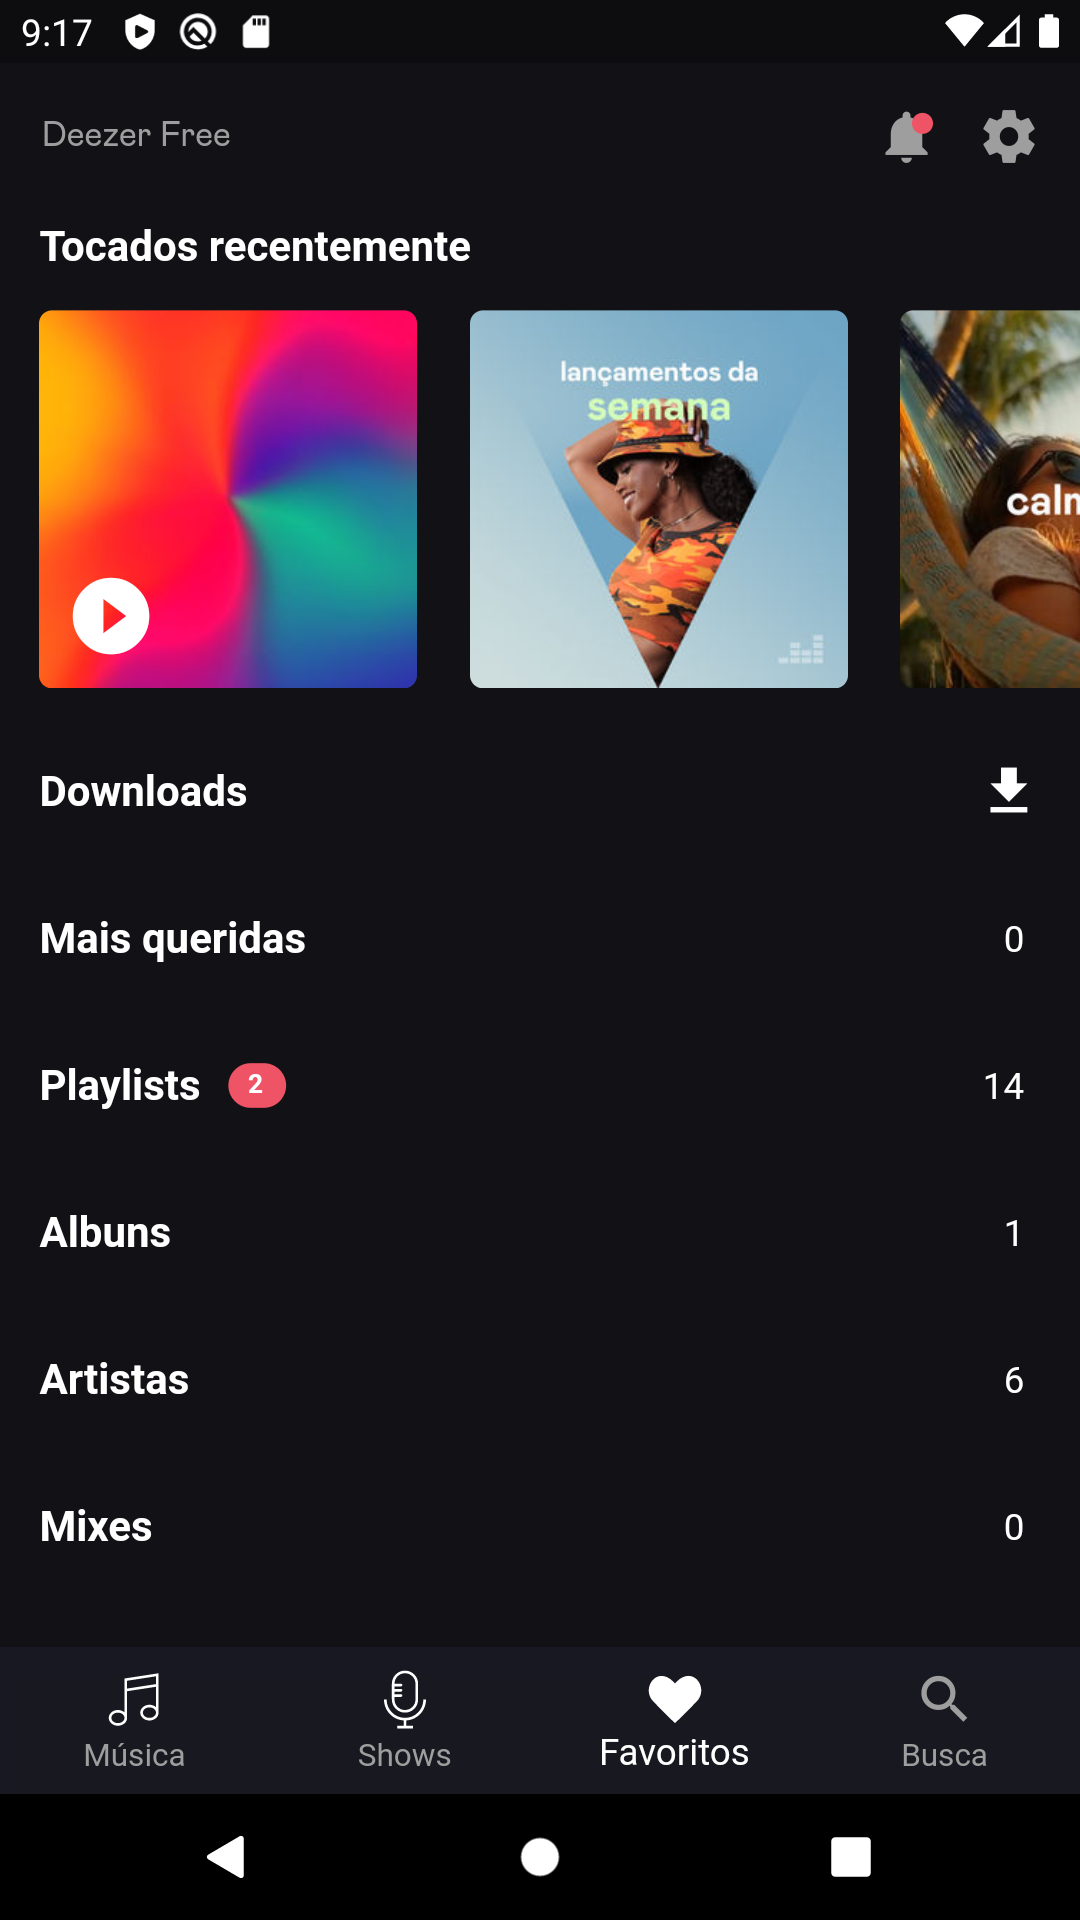 9:17
Deezer Free
Tocados recentemente
lançamentos da
semana
Downloads
Mais queridas
0
Playlists
2
14
Albuns
1
Artistas
6
Mixes
0
Música
Shows
Favoritos
Busca